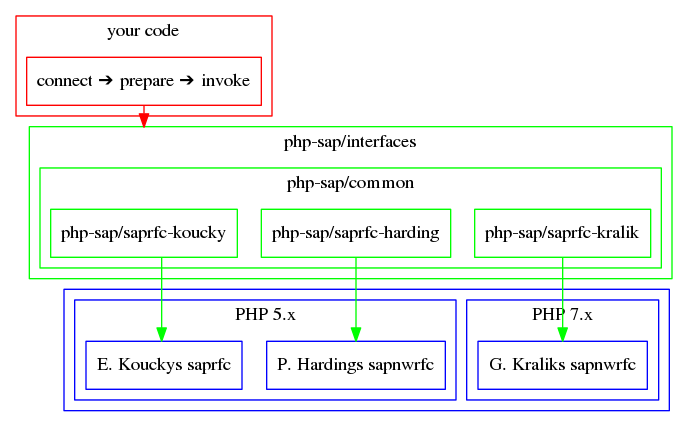 your code
connect ➔ prepare ➔ invoke
php-sap/interfaces
php-sap/common
php-sap/saprfc-koucky
php-sap/saprfc-harding
php-sap/saprfc-kralik
PHP 5.x
PHP 7.x
E. Kouckys saprfc
P. Hardings sapnwrfc
G. Kraliks sapnwrfc